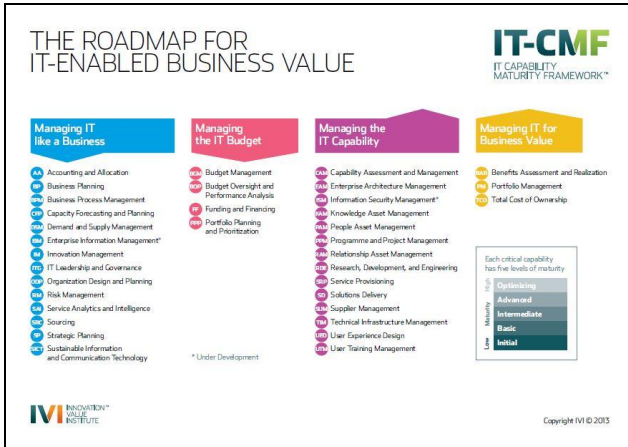 THE ROADMAP FOR
IT-ENABLED BUSINESS VALUE
IT-CMF
IT CAPABILITY
MATURITY FRAMEWORK™
Managing IT
like a Business
AA Accounting and Allocation
BP Business Planning
BPM Business Process Management
CFP Capacity Forecasting and Planning
DSM Demand and Supply Management
EIM Enterprise Information Management*
IM Innovation Management
ITG IT Leadership and Governance
ODP Organization Design and Planning
RM Risk Management
SAI Service Analytics and Intelligence
SRC Sourcing
SP Strategic Planning
SICT Sustainable Information
and Communication Technology
Managing
the IT Budget
BGM Budget Management
BOP Budget Oversight and
Performance Analysis
FF Funding and Financing
PPP Portfolio Planning
and Prioritization
* Under Development
Managing the
IT Capability
CAM Capability Assessment and Management
EAM Enterprise Architecture Management
ISM Information Security Management*
KAM Knowledge Asset Management
PAM People Asset Management
PPM Programme and Project Management
RAM Relationship Asset Management
RDE Research, Development, and Engineering
SRP Service Provisioning
SD Solutions Delivery
SUM Supplier Management
TIM Technical Infrastructure Management
UED User Experience Design
UTM User Training Management
Managing IT for
Business Value
BAR Benefits Assessment and Realization
PM Portfolio Management
TCO Total Cost of Ownership
Each critical capability
has five levels of maturity
High
Maturity
Low
Optimizing
Advanced
Intermediate
Basic
Initial
IVI INNOVATION™
VALUE
INSTITUTE
Copyright IVI © 2013